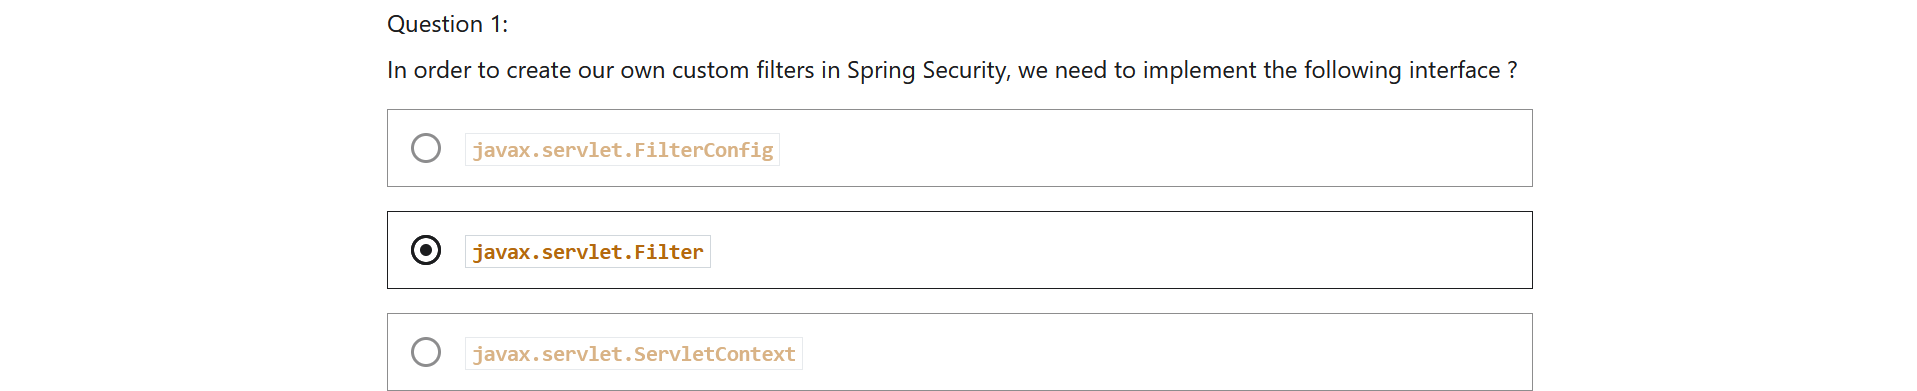 Question 1:
In order to create our own custom filters in Spring Security, we need to implement the following interface ?
javax.servlet.FilterConfig
javax.servlet.Filter
javax.servlet.ServletContext